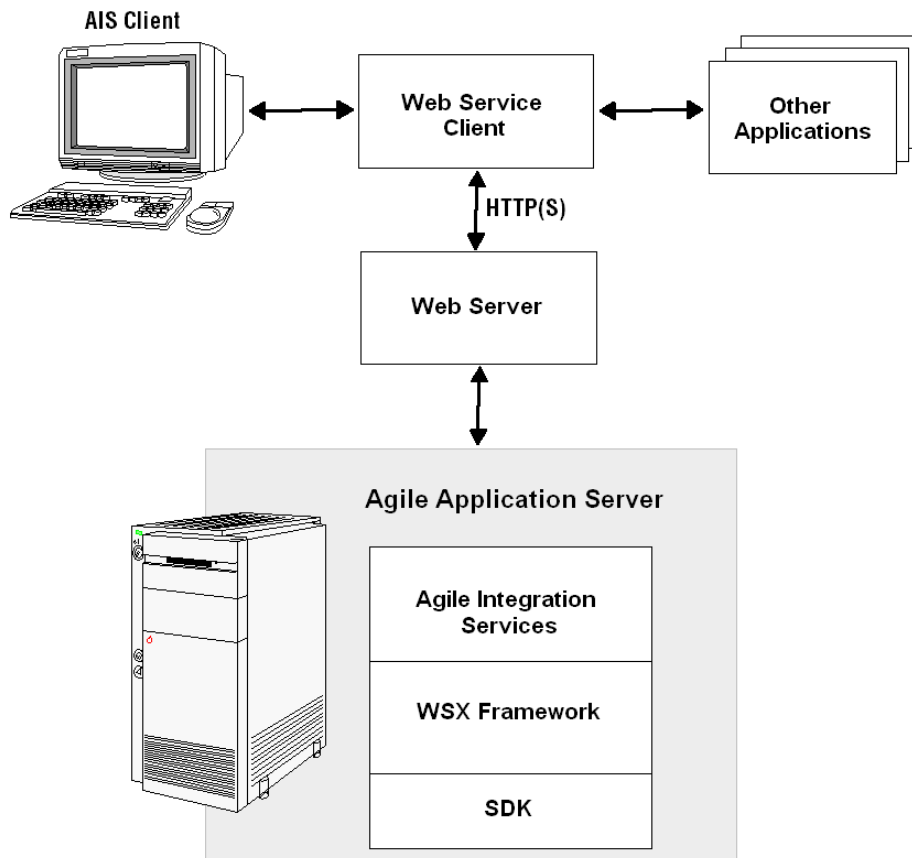 AIS Client
Web Service
Client
Other
Applications
HTTP(S)
Web Server
Agile Application Server
Agile Integration
Services
WSX Framework
SDK